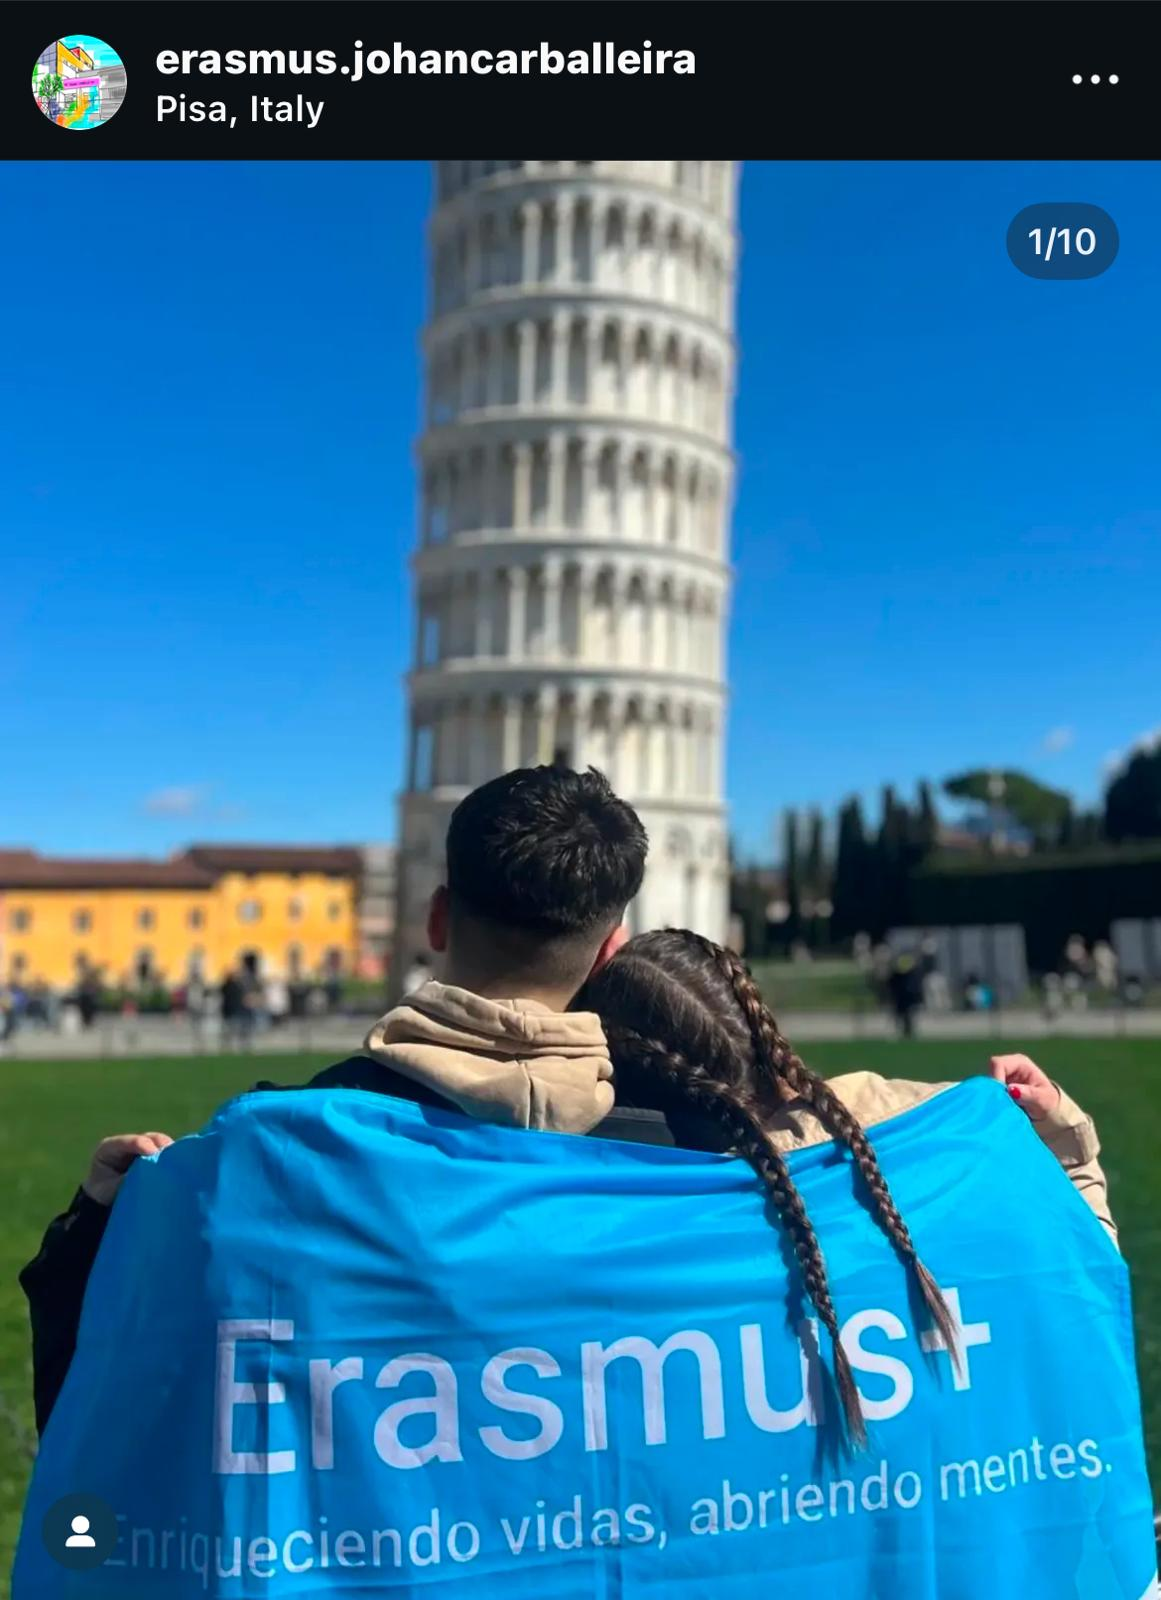 erasmus.johancarballeira
Pisa, Italy
1/10
Erasmus+
Enriqueciendo vidas, abriendo mentes.